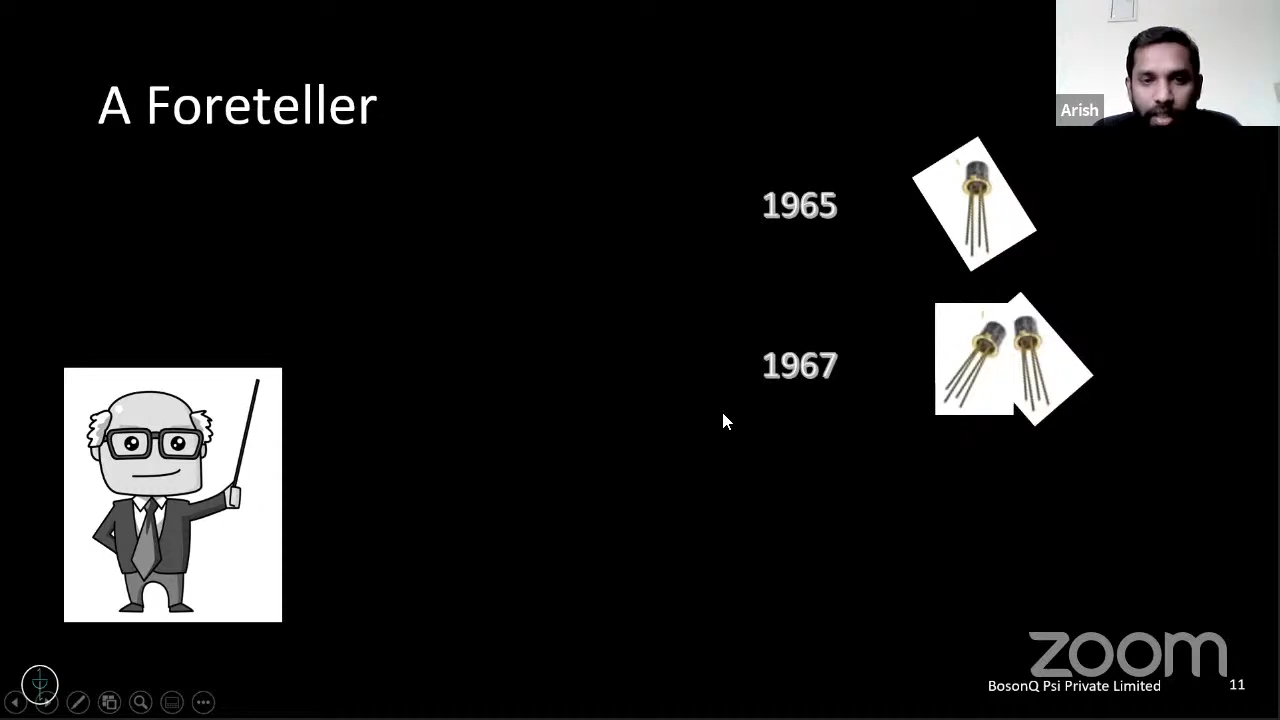 A Foreteller
Arish
1965
1967
zoom
BosonQ Psi Private Limited
11